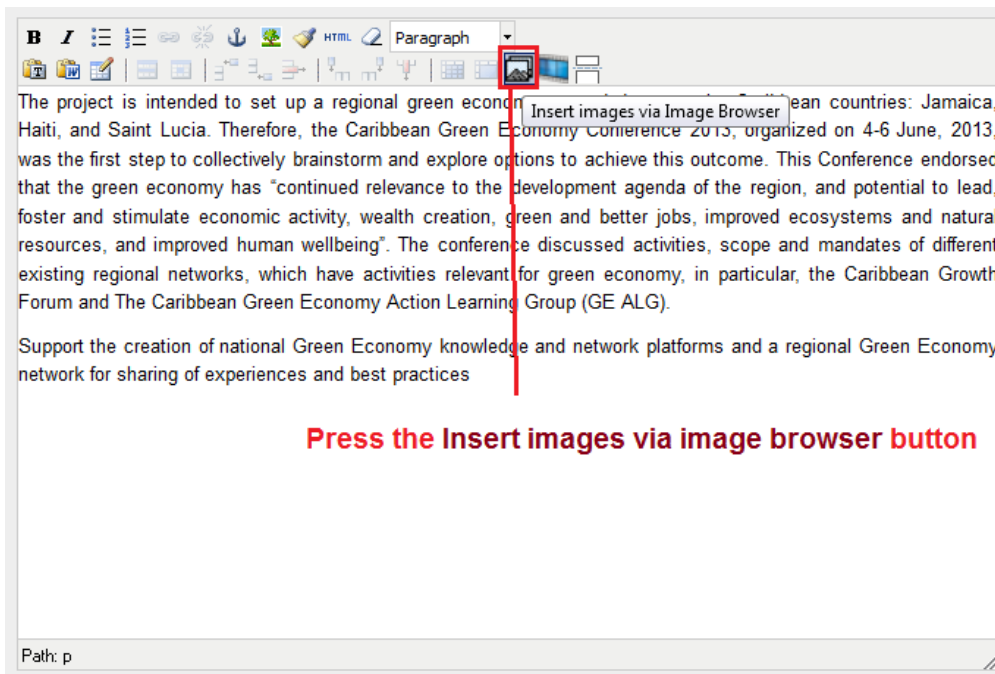 B I HTML Paragraph
The project is intended to set up a regional green econ countries: Jamaica,
Insert images via Image Browser
Haiti, and Saint Lucia. Therefore, the Caribbean Green Economy Conference 2013, organized on 4-6 June, 2013,
was the first step to collectively brainstorm and explore options to achieve this outcome. This Conference endorsed
that the green economy has “continued relevance to the development agenda of the region, and potential to lead,
foster and stimulate economic activity, wealth creation, green and better jobs, improved ecosystems and natural
resources, and improved human wellbeing”. The conference discussed activities, scope and mandates of different
existing regional networks, which have activities relevant for green economy, in particular, the Caribbean Growth
Forum and The Caribbean Green Economy Action Learning Group (GE ALG).
Support the creation of national Green Economy knowledge and network platforms and a regional Green Economy
network for sharing of experiences and best practices
Press the Insert images via image browser button
Path: p